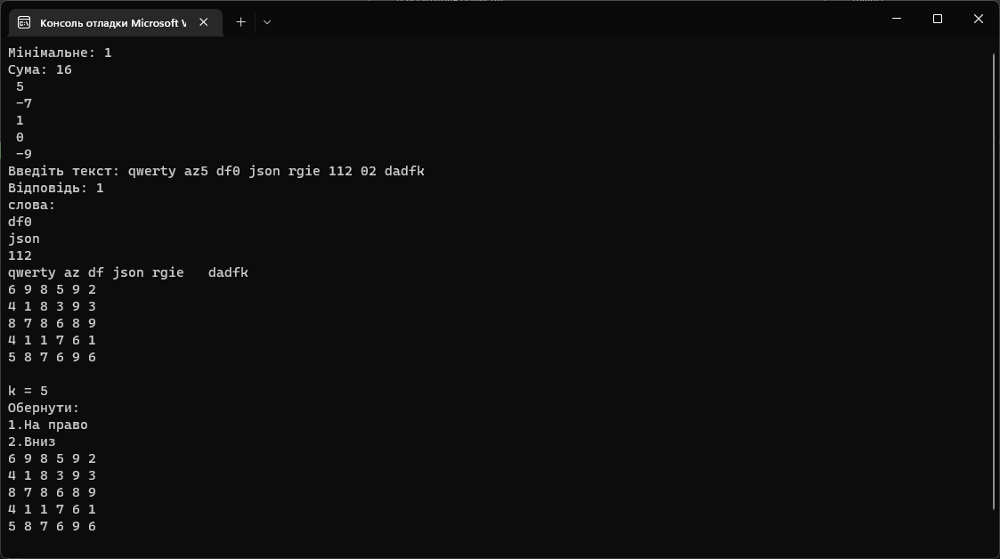 Консоль отладки Microsoft V
Мінімальне: 1
Сума: 16
5
-7
1
0
-9
Введіть текст: qwerty az5 df0 json rgie 112 02 dadfk
Відповідь: 1
слова:
df0
json
112
qwerty az df json rgie   dadfk
6 9 8 5 9 2
4 1 8 3 9 3
8 7 8 6 8 9
4 1 1 7 6 1
5 8 7 6 9 6
k = 5
Обернути:
1.На право
2.Вниз
6 9 8 5 9 2
4 1 8 3 9 3
8 7 8 6 8 9
4 1 1 7 6 1
5 8 7 6 9 6